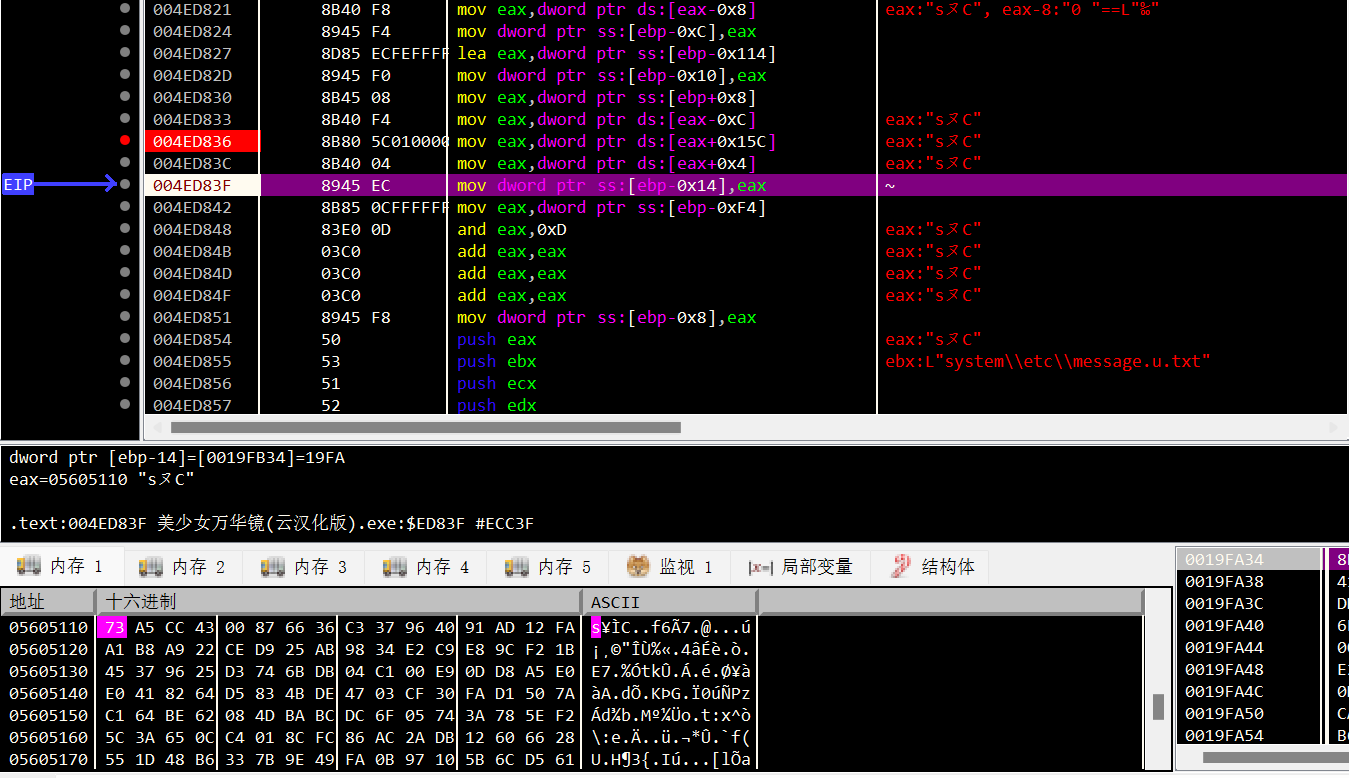 004ED821 8B40 F8 mov eax,dword ptr ds:[eax-0x8] eax:"sヌC", eax-8:"0 "==L"‰"
004ED824 8945 F4 mov dword ptr ss:[ebp-0xC],eax
004ED827 8D85 ECFEFFFF lea eax,dword ptr ss:[ebp-0x114]
004ED82D 8945 F0 mov dword ptr ss:[ebp-0x10],eax
004ED830 8B45 08 mov eax,dword ptr ss:[ebp+0x8]
004ED833 8B40 F4 mov eax,dword ptr ds:[eax-0xC] eax:"sヌC"
004ED836 8B80 5C010000 mov eax,dword ptr ds:[eax+0x15C] eax:"sヌC"
004ED83C 8B40 04 mov eax,dword ptr ds:[eax+0x4] eax:"sヌC"
EIP 004ED83F 8945 EC mov dword ptr ss:[ebp-0x14],eax ~
004ED842 8B85 0CFFFFFF mov eax,dword ptr ss:[ebp-0xF4]
004ED848 83E0 0D and eax,0xD eax:"sヌC"
004ED84B 03C0 add eax,eax eax:"sヌC"
004ED84D 03C0 add eax,eax eax:"sヌC"
004ED84F 03C0 add eax,eax eax:"sヌC"
004ED851 8945 F8 mov dword ptr ss:[ebp-0x8],eax
004ED854 50 push eax eax:"sヌC"
004ED855 53 push ebx ebx:L"system\\etc\\message.u.txt"
004ED856 51 push ecx
004ED857 52 push edx
dword ptr [ebp-14]=[0019FB34]=19FA
eax=05605110 "sヌC"
.text:004ED83F 美少女万华镜(云汉化版).exe:$ED83F #ECC3F
内存 1 内存 2 内存 3 内存 4 内存 5 监视 1 |x=| 局部变量 结构体
地址 十六进制 ASCII
05605110 73 A5 CC 43 00 87 66 36 C3 37 96 40 91 AD 12 FA s¥ÌC..f6Ã7.@...ú
05605120 A1 B8 A9 22 CE D9 25 AB 98 34 E2 C9 E8 9C F2 1B ¡¸©"ÎÙ%«.4âÉè.ò.
05605130 45 37 96 25 D3 74 6B DB 04 C1 00 E9 0D D8 A5 E0 E7.%ÓtkÛ.Á.é.Ø¥à
05605140 E0 41 82 64 D5 83 4B DE 47 03 CF 30 FA D1 50 7A àA.dÕ.KÞG.Ï0úÑPz
05605150 C1 64 BE 62 08 4D BA BC DC 6F 05 74 3A 78 5E F2 Ád¾b.Mº¼Üo.t:x^ò
05605160 5C 3A 65 0C C4 01 8C FC 86 AC 2A DB 12 60 66 28 \:e.Ä..ü.¬*Û.`f(
05605170 55 1D 48 B6 33 7B 9E 49 FA 0B 97 10 5B 6C D5 61 U.H¶3{.Iú...[lÕa
0019FA34
0019FA38
0019FA3C
0019FA40
0019FA44
0019FA48
0019FA4C
0019FA50
0019FA54